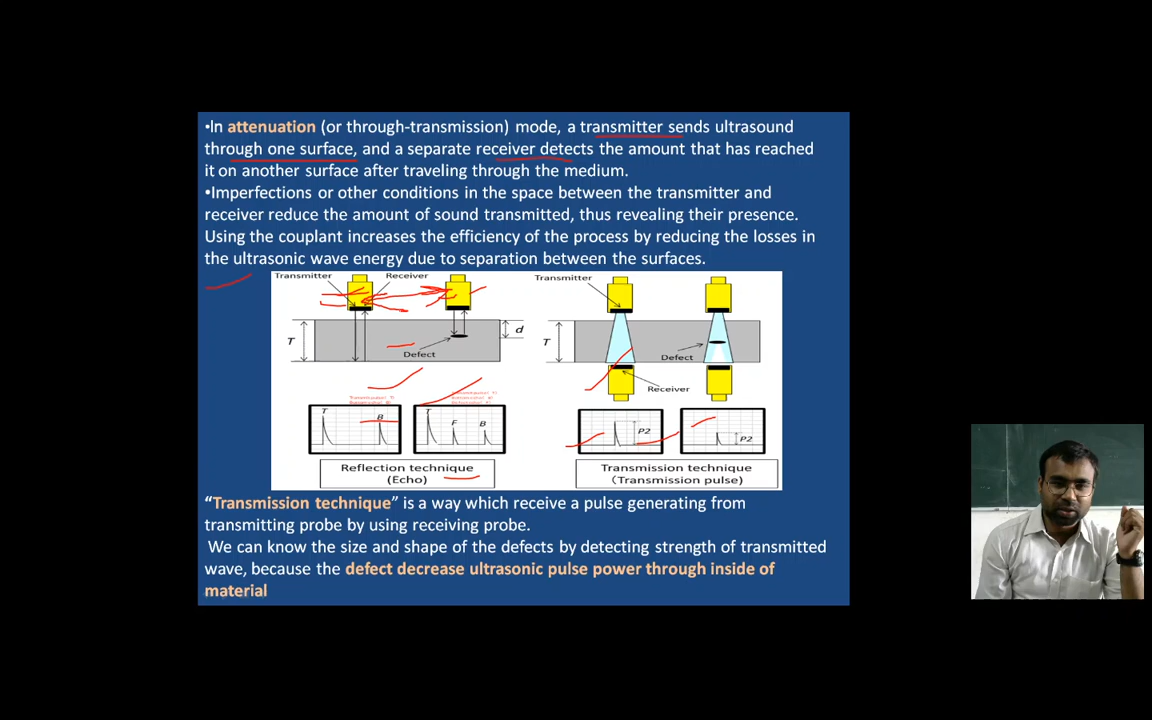 •In attenuation (or through-transmission) mode, a transmitter sends ultrasound
through one surface, and a separate receiver detects the amount that has reached
it on another surface after traveling through the medium.
•Imperfections or other conditions in the space between the transmitter and
receiver reduce the amount of sound transmitted, thus revealing their presence.
Using the couplant increases the efficiency of the process by reducing the losses in
the ultrasonic wave energy due to separation between the surfaces.
Transmitter Receiver
T
Defect
d
T B
T F B
Reflection technique
(Echo)
Transmitter
T
Defect
Receiver
P2
P2
Transmission technique
(Transmission pulse)
“Transmission technique” is a way which receive a pulse generating from
transmitting probe by using receiving probe.
We can know the size and shape of the defects by detecting strength of transmitted
wave, because the defect decrease ultrasonic pulse power through inside of
material